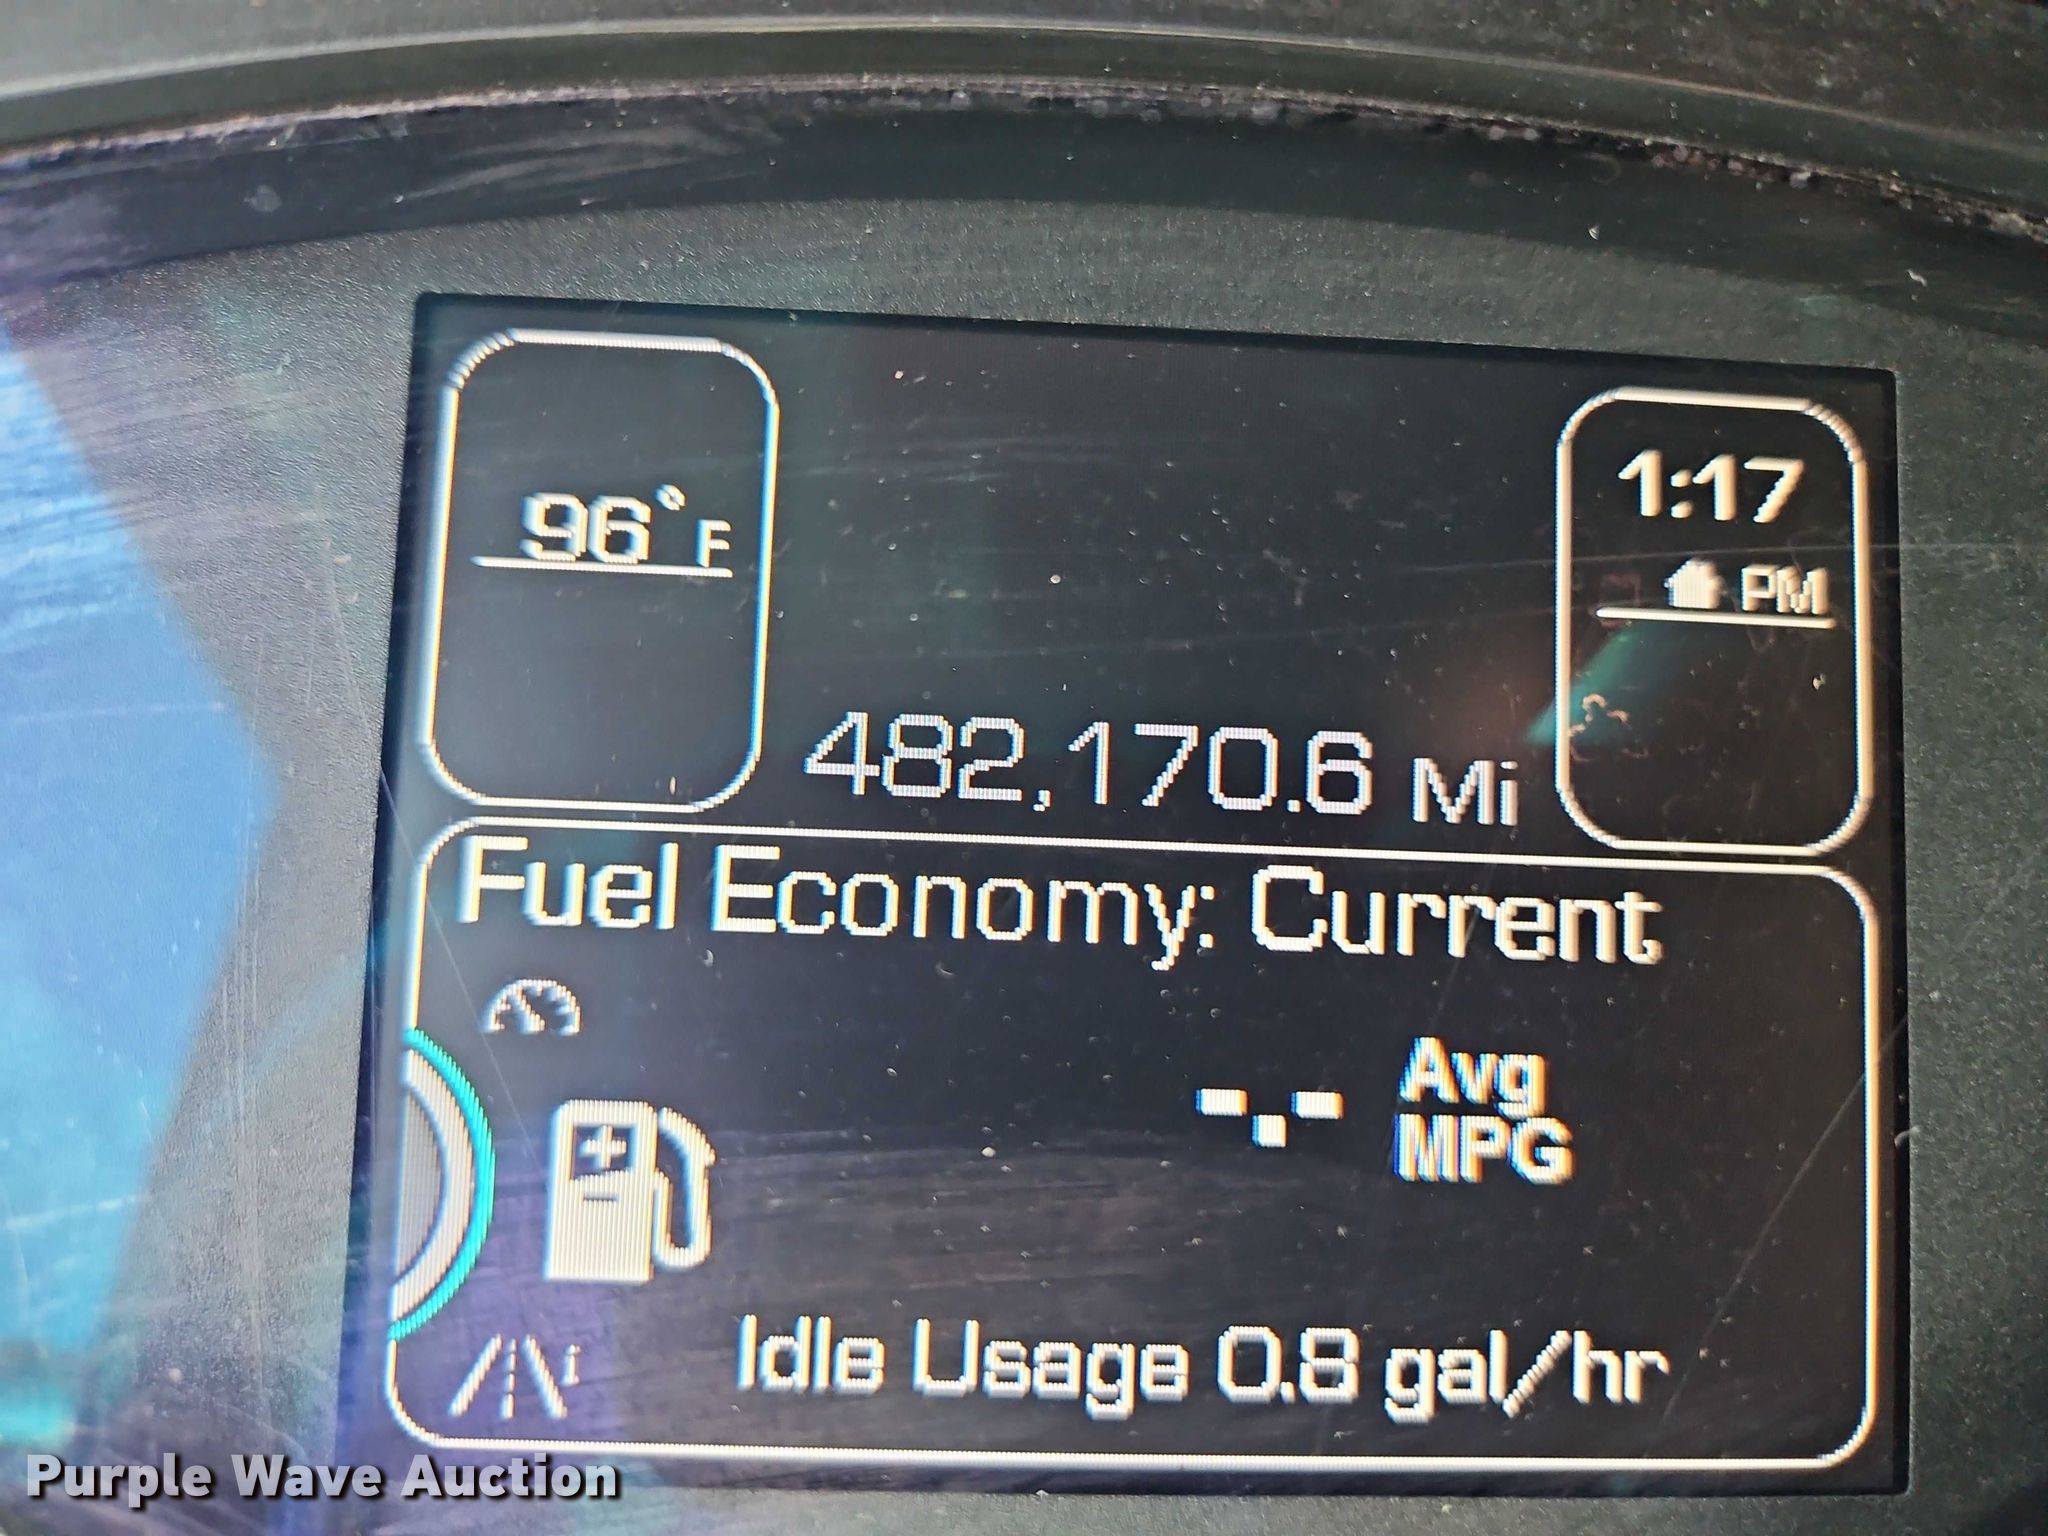 96° F
1:17
PM
482,170.6 Mi
Fuel Economy: Current
-.- Avg
MPG
i
Idle Usage 0.8 gal/hr
Purple Wave Auction